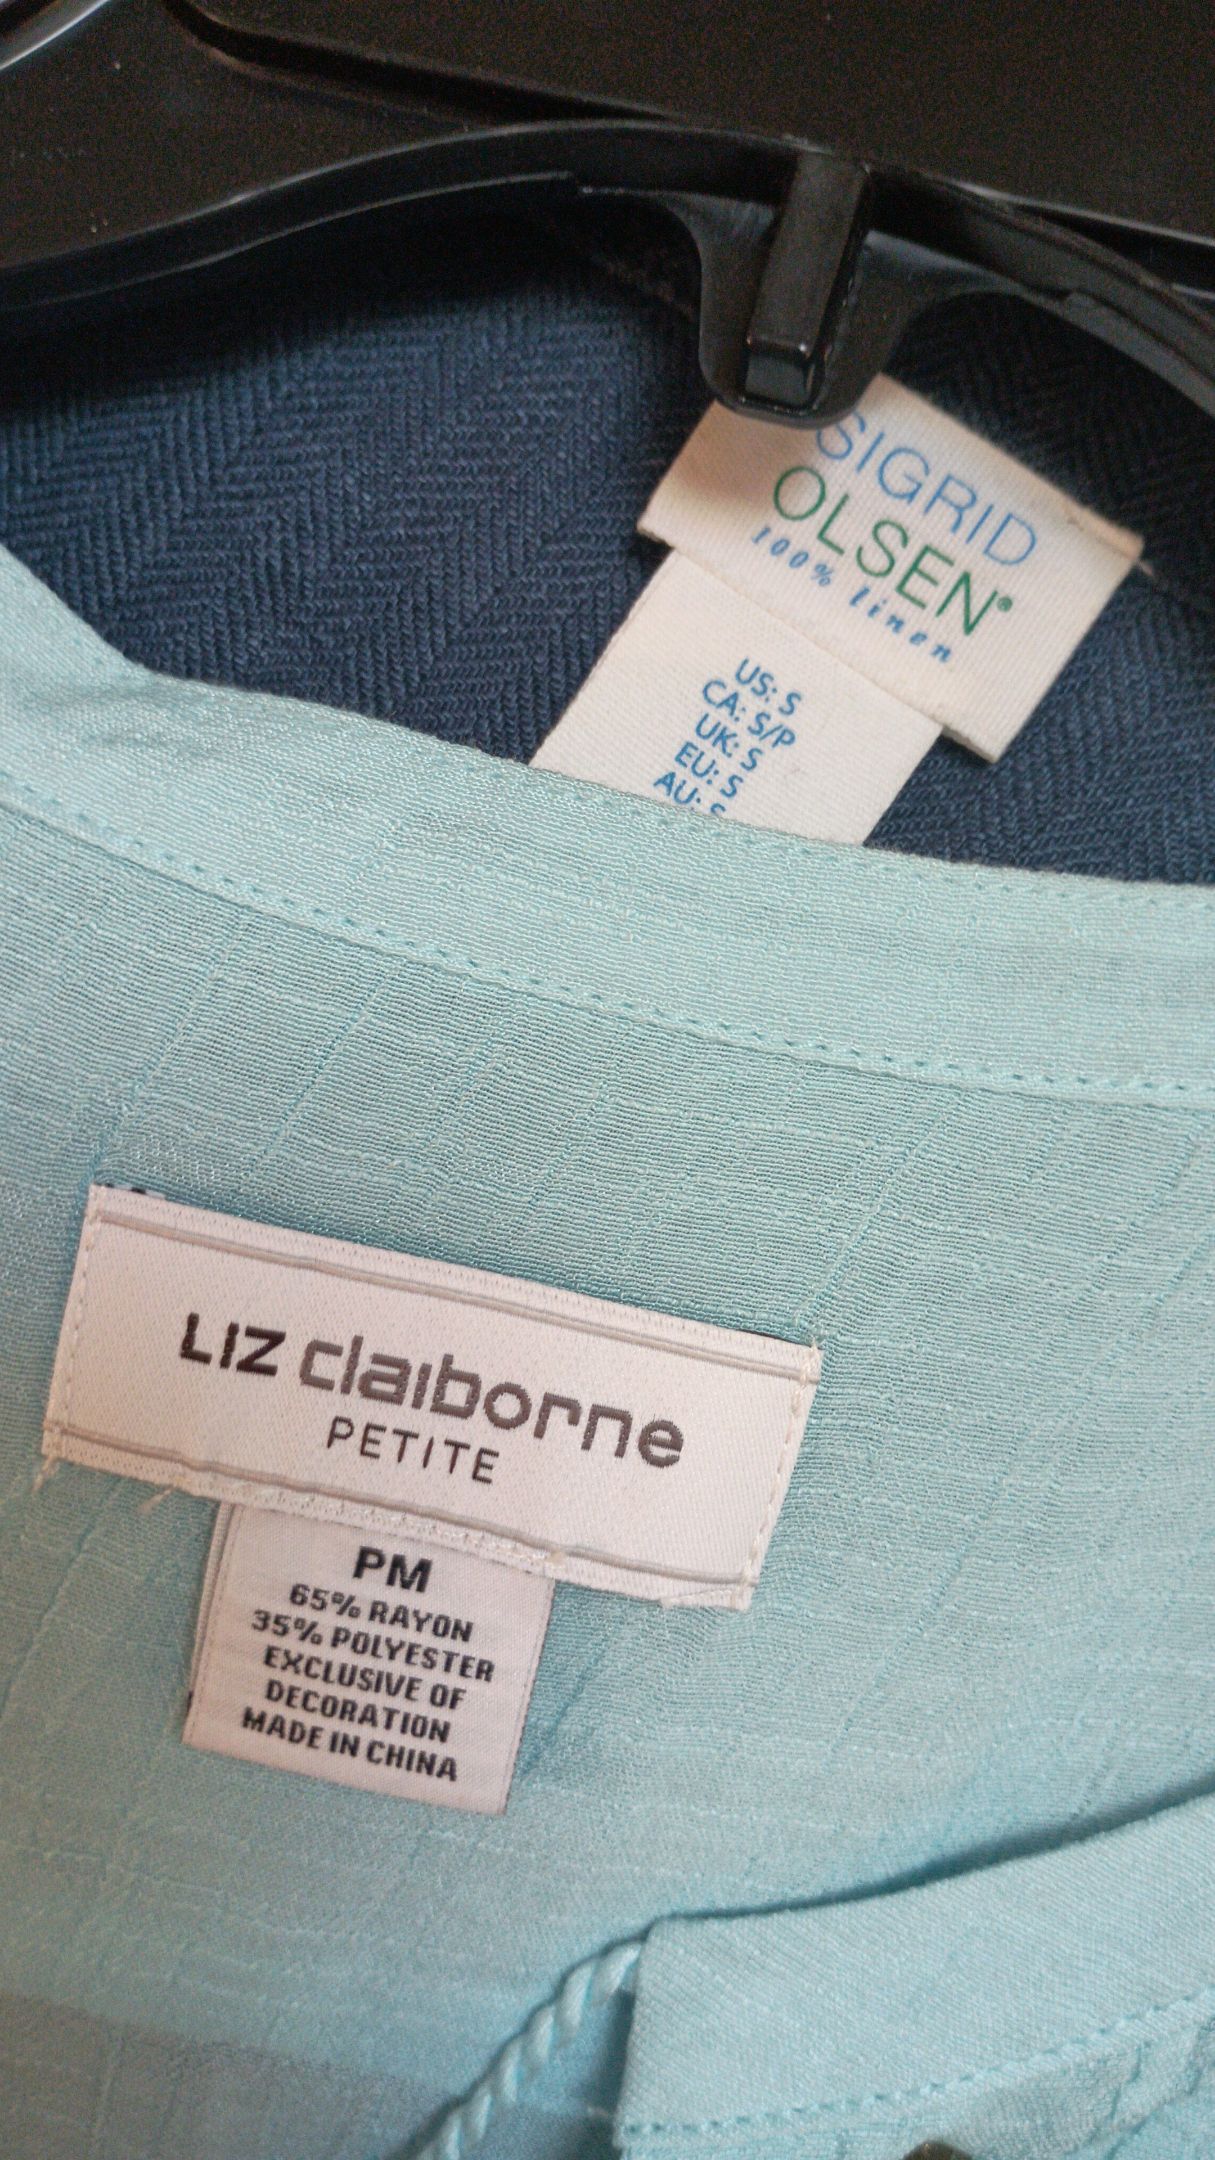 SIGRID
OLSEN®
100% linen
US: S
CA: S/P
UK: S
EU: S
AU: S
LIZ claiborne
PETITE
PM
65% RAYON
35% POLYESTER
EXCLUSIVE OF
DECORATION
MADE IN CHINA